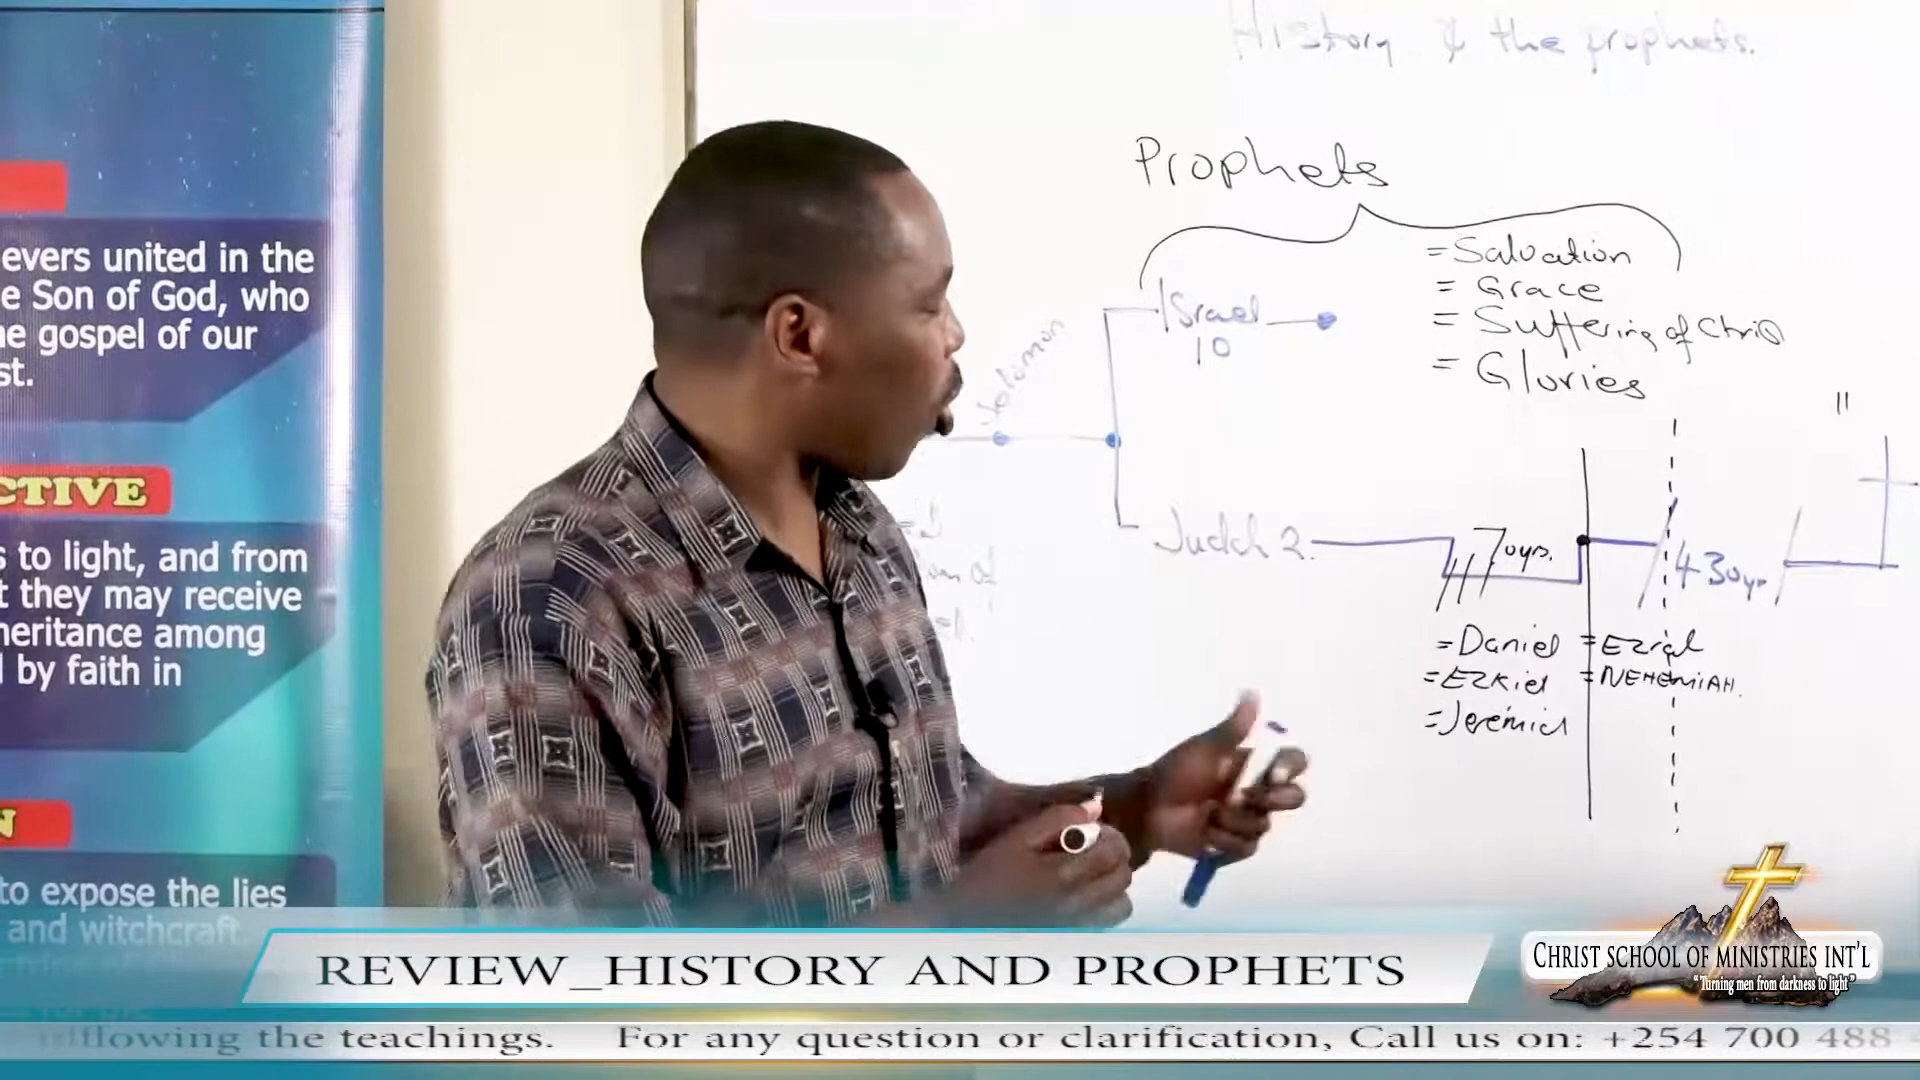 History & the prophets.
Prophets
= Salvation
= Grace
= Suffering of Christ
= Glories
Israel
10
Solomon
"
Judah 2.
70yrs.
430yr
= Daniel
= Ezkiel
= Jeremia
= Ezrah
= NEHEMIAH.
evers united in the
e Son of God, who
he gospel of our
st.
CTIVE
s to light, and from
t they may receive
heritance among
d by faith in
N
to expose the lies
and witchcraft.
REVIEW_HISTORY AND PROPHETS
CHRIST SCHOOL OF MINISTRIES INT'L
"Turning men from darkness to light"
llowing the teachings. For any question or clarification, Call us on: +254 700 488